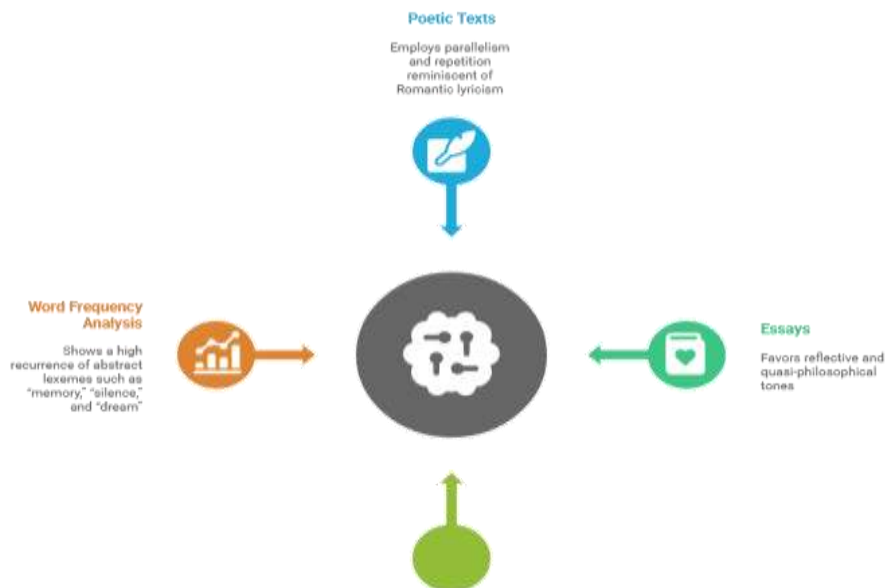 Poetic Texts
Employs parallelism
and repetition
reminiscent of
Romantic lyricism
Word Frequency
Analysis
Shows a high
recurrence of abstract
lexemes such as
"memory," "silence,"
and "dream"
Essays
Favors reflective and
quasi-philosophical
tones